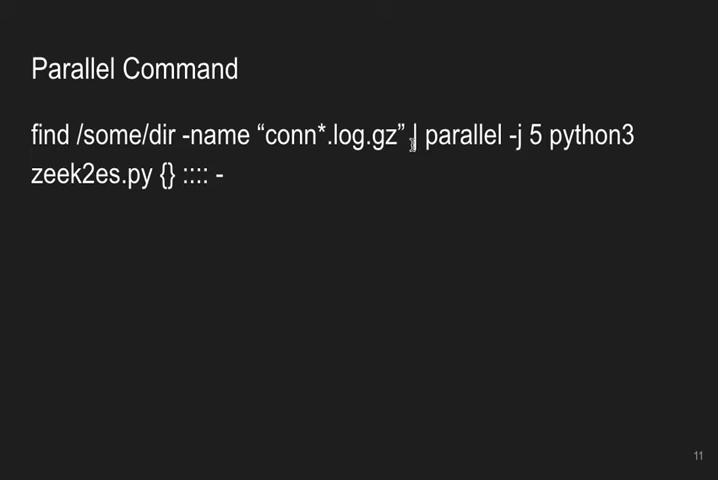 Parallel Command
find /some/dir -name “conn*.log.gz” | parallel -j 5 python3
zeek2es.py {} :::: -
11